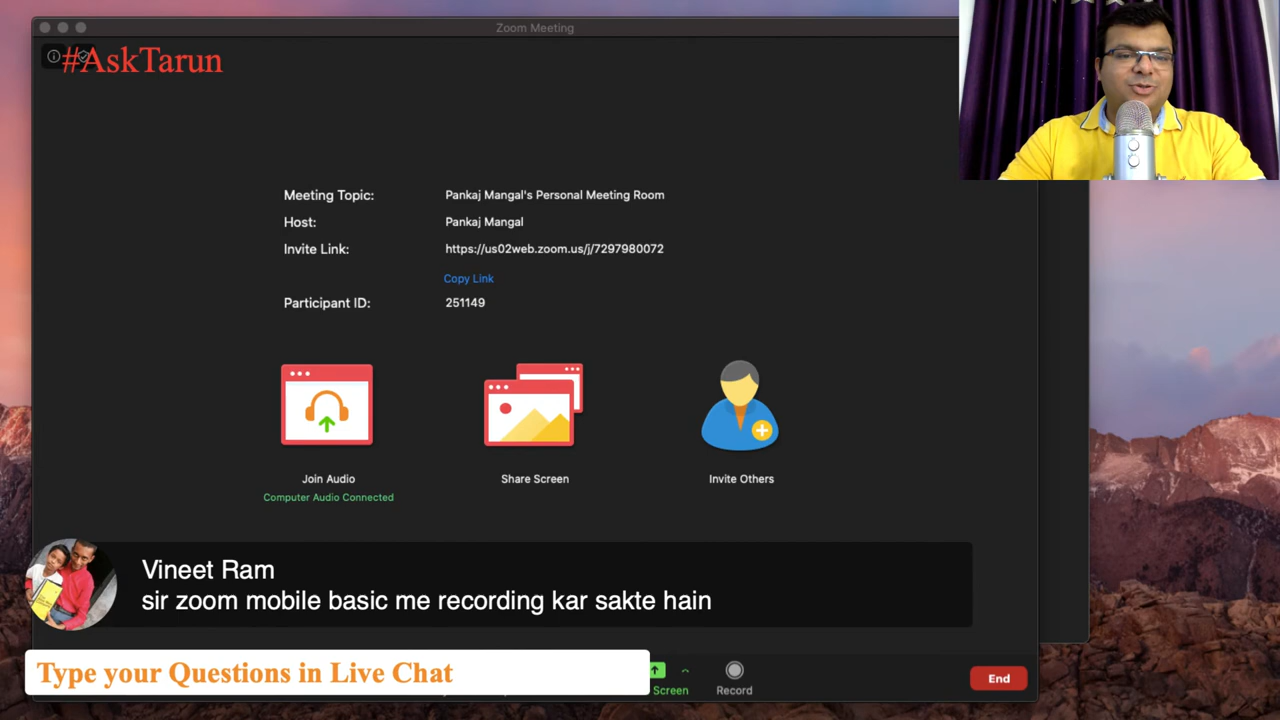 Zoom Meeting
#AskTarun
Meeting Topic: Pankaj Mangal's Personal Meeting Room
Host: Pankaj Mangal
Invite Link: https://us02web.zoom.us/j/7297980072
Copy Link
Participant ID: 251149
Join Audio Share Screen Invite Others
Computer Audio Connected
Vineet Ram
sir zoom mobile basic me recording kar sakte hain
Type your Questions in Live Chat
Screen Record End